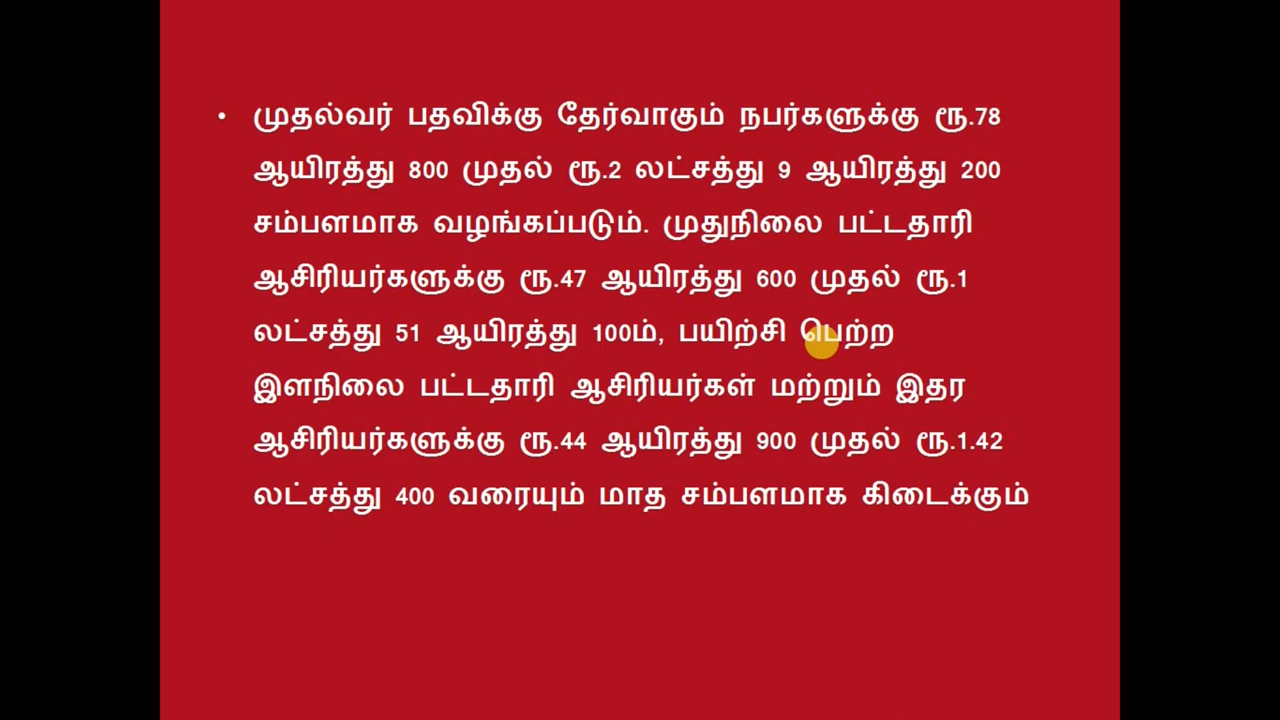 • முதல்வர் பதவிக்கு தேர்வாகும் நபர்களுக்கு ரூ.78
ஆயிரத்து 800 முதல் ரூ.2 லட்சத்து 9 ஆயிரத்து 200
சம்பளமாக வழங்கப்படும். முதுநிலை பட்டதாரி
ஆசிரியர்களுக்கு ரூ.47 ஆயிரத்து 600 முதல் ரூ.1
லட்சத்து 51 ஆயிரத்து 100ம், பயிற்சி பெற்ற
இளநிலை பட்டதாரி ஆசிரியர்கள் மற்றும் இதர
ஆசிரியர்களுக்கு ரூ.44 ஆயிரத்து 900 முதல் ரூ.1.42
லட்சத்து 400 வரையும் மாத சம்பளமாக கிடைக்கும்